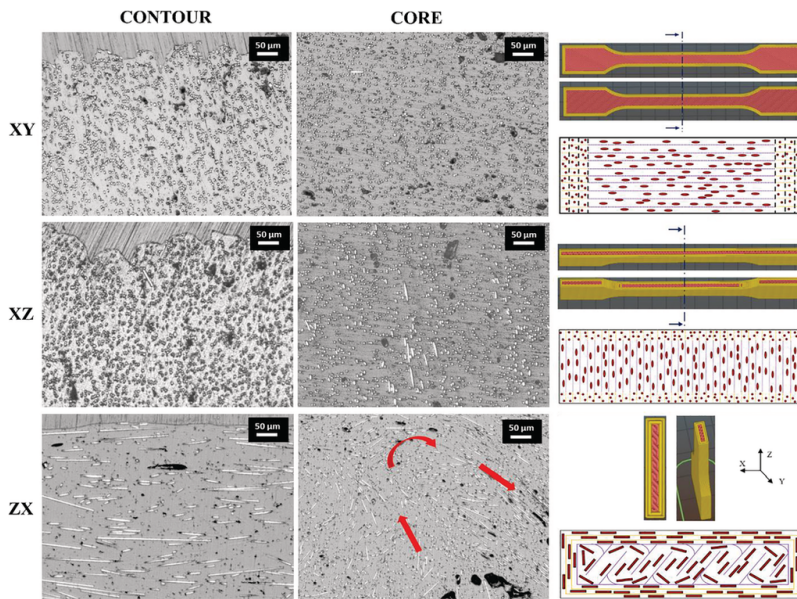 CONTOUR CORE
XY 50 µm 50 µm
XZ 50 µm 50 µm
ZX 50 µm 50 µm
Z
X
Y